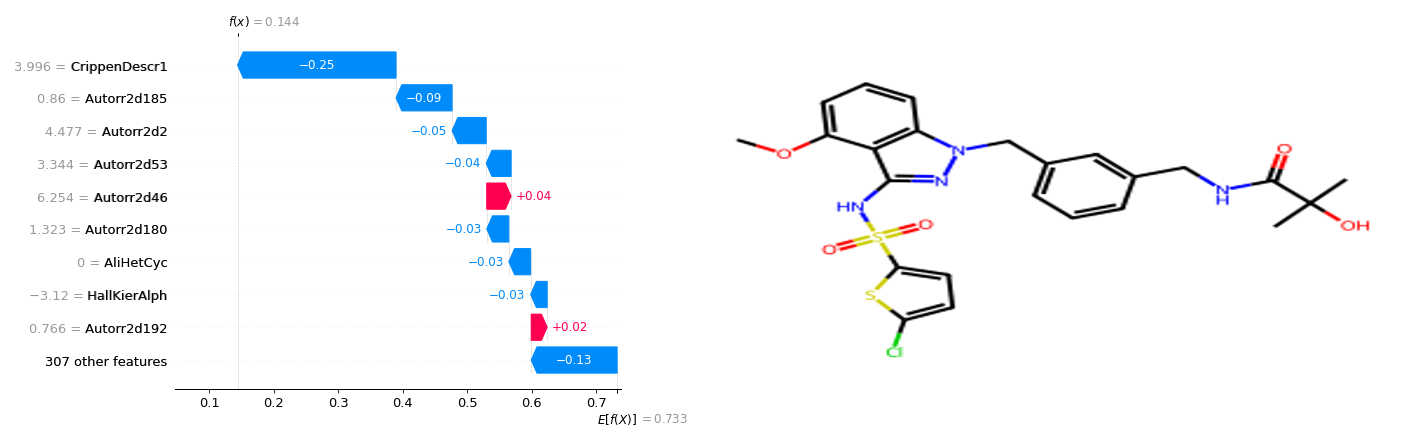 f(x) = 0.144
3.996 = CrippenDescr1
−0.25
0.86 = Autorr2d185
−0.09
4.477 = Autorr2d2
−0.05
3.344 = Autorr2d53
−0.04
6.254 = Autorr2d46
+0.04
1.323 = Autorr2d180
−0.03
0 = AliHetCyc
−0.03
−3.12 = HallKierAlph
−0.03
0.766 = Autorr2d192
+0.02
307 other features
−0.13
0.1 0.2 0.3 0.4 0.5 0.6 0.7
E[f(X)] = 0.733
O
N
N
HN
O
S
O
S
Cl
N
H
O
OH